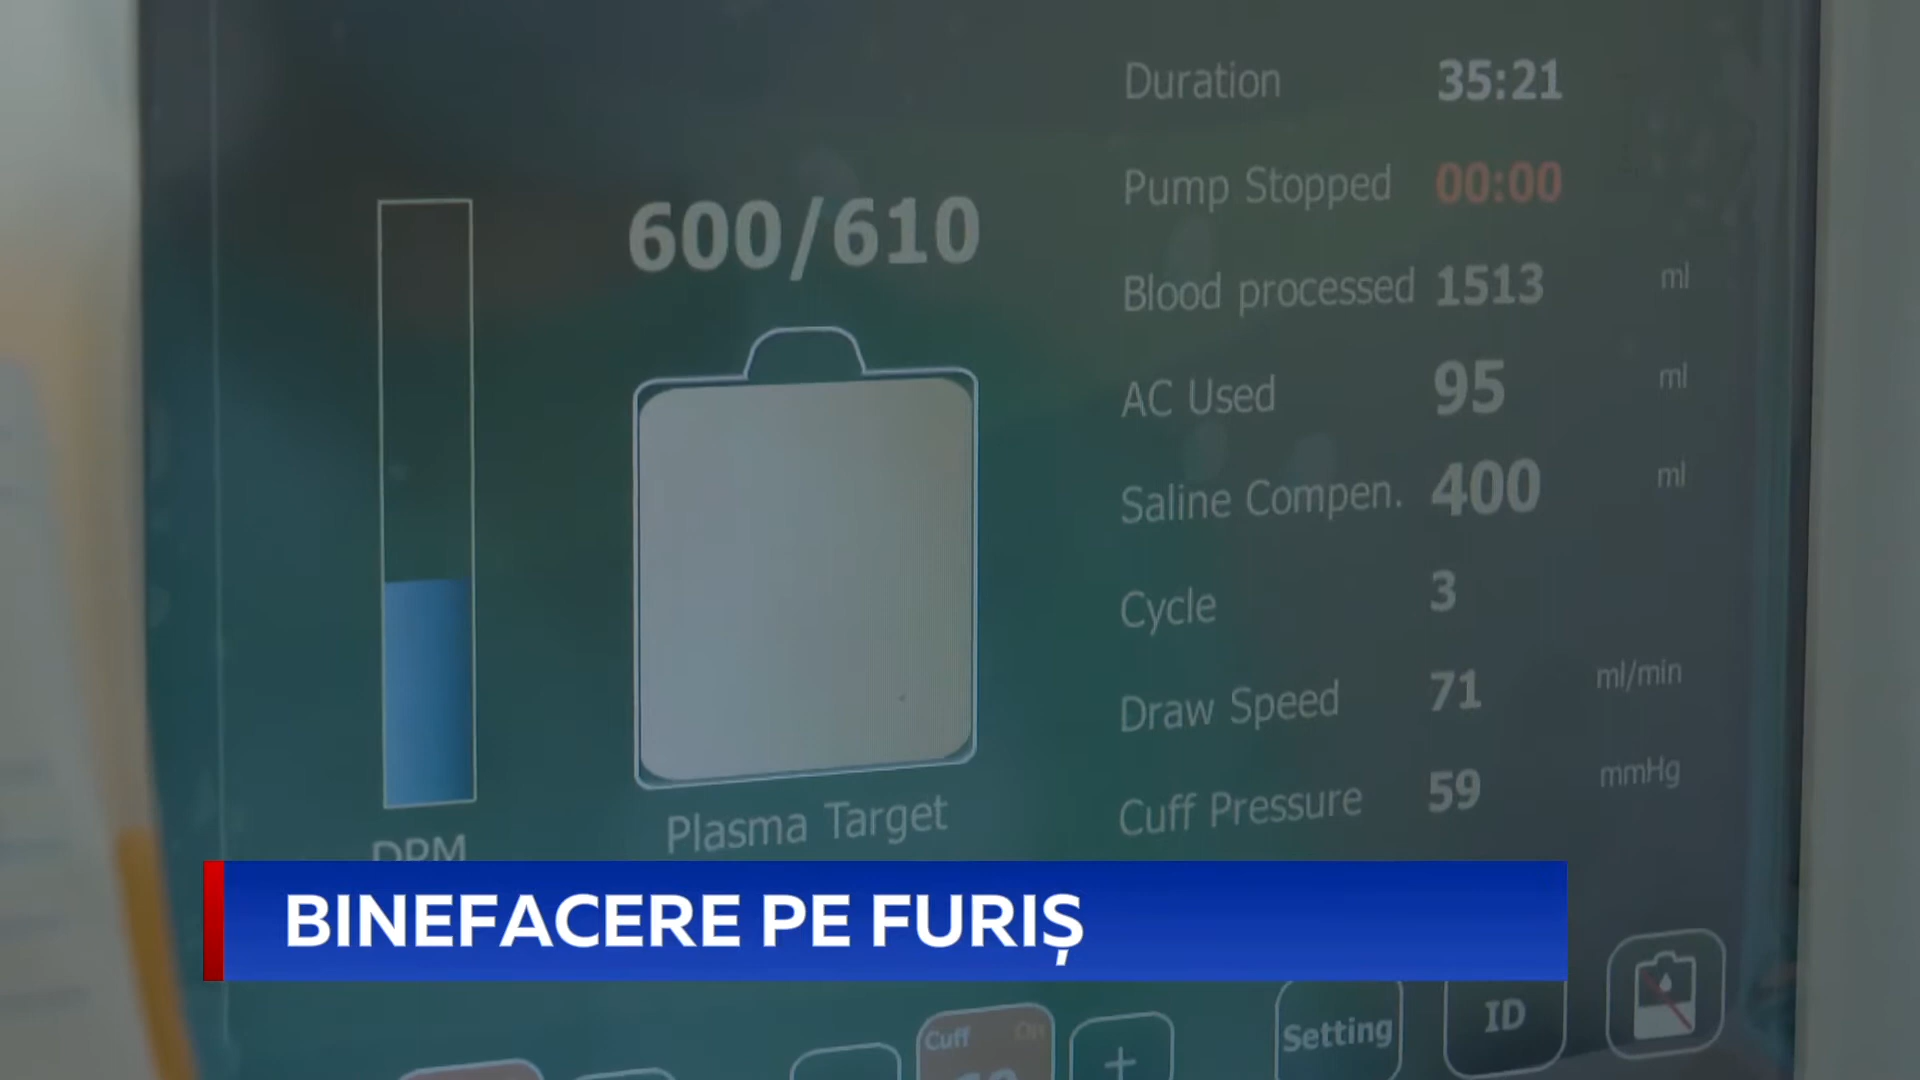 Duration 35:21
Pump Stopped 00:00
600/610
Blood processed 1513 ml
AC Used 95 ml
Saline Compen. 400 ml
Cycle 3
Draw Speed 71 ml/min
Cuff Pressure 59 mmHg
Plasma Target
DPM
BINEFACERE PE FURIȘ
Cuff On
+
Setting
ID